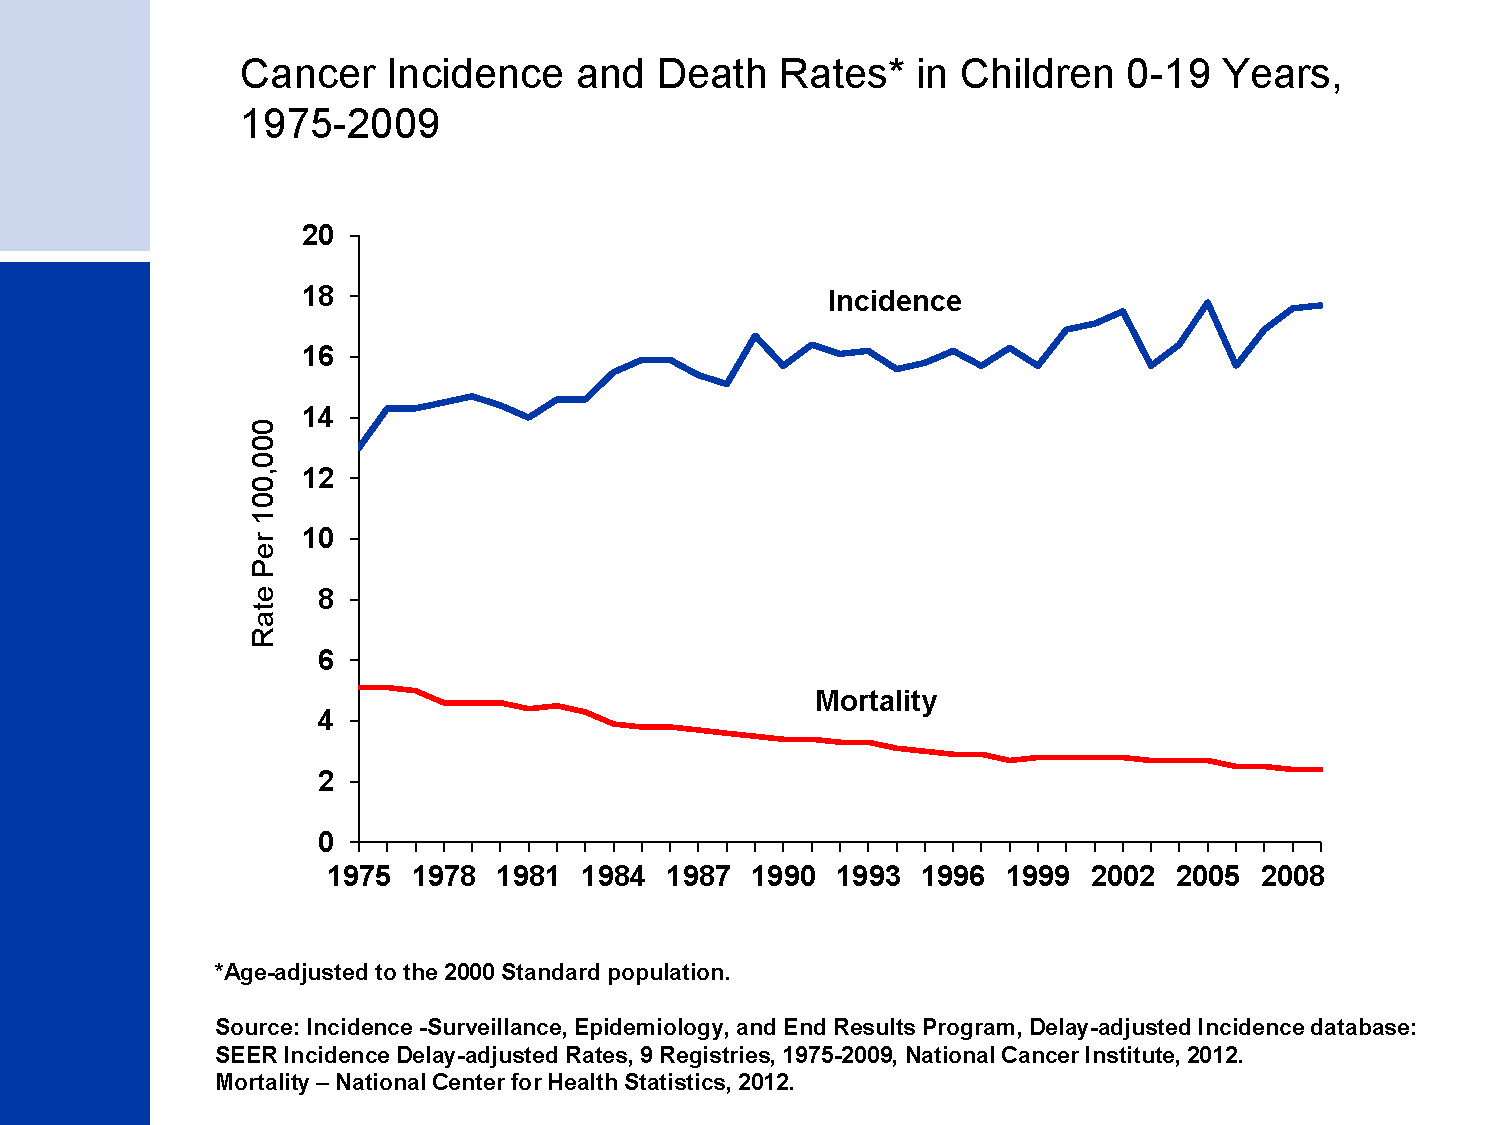 Cancer Incidence and Death Rates* in Children 0-19 Years,
1975-2009
20
18
16
14
12
10
8
6
4
2
0
Rate Per 100,000
Incidence
Mortality
1975 1978 1981 1984 1987 1990 1993 1996 1999 2002 2005 2008
*Age-adjusted to the 2000 Standard population.
Source: Incidence -Surveillance, Epidemiology, and End Results Program, Delay-adjusted Incidence database:
SEER Incidence Delay-adjusted Rates, 9 Registries, 1975-2009, National Cancer Institute, 2012.
Mortality – National Center for Health Statistics, 2012.